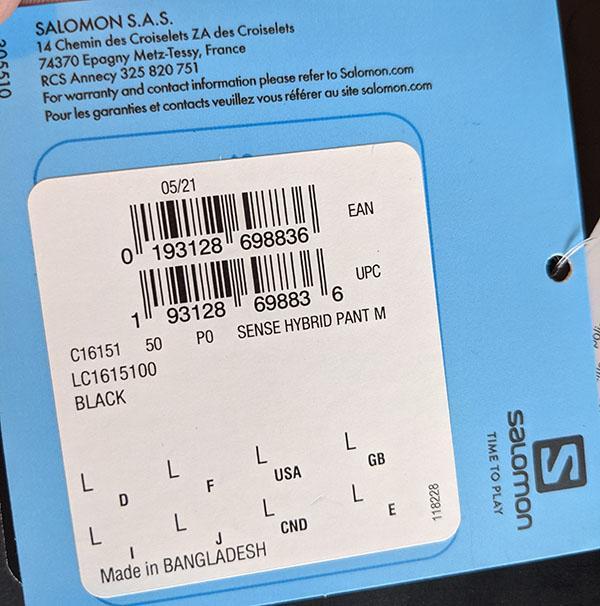 SALOMON S.A.S.
14 Chemin des Croiselets ZA des Croiselets
74370 Epagny Metz-Tessy, France
RCS Annecy 325 820 751
For warranty and contact information please refer to Salomon.com
Pour les garanties et contacts veuillez vous référer au site salomon.com
205510
05/21
EAN
0 193128 698836
UPC
1 93128 69883 6
C16151 50 P0 SENSE HYBRID PANT M
LC1615100
BLACK
L D L F L USA L GB
L I L J L CND L E
Made in BANGLADESH
118228
S
salomon
TIME TO PLAY